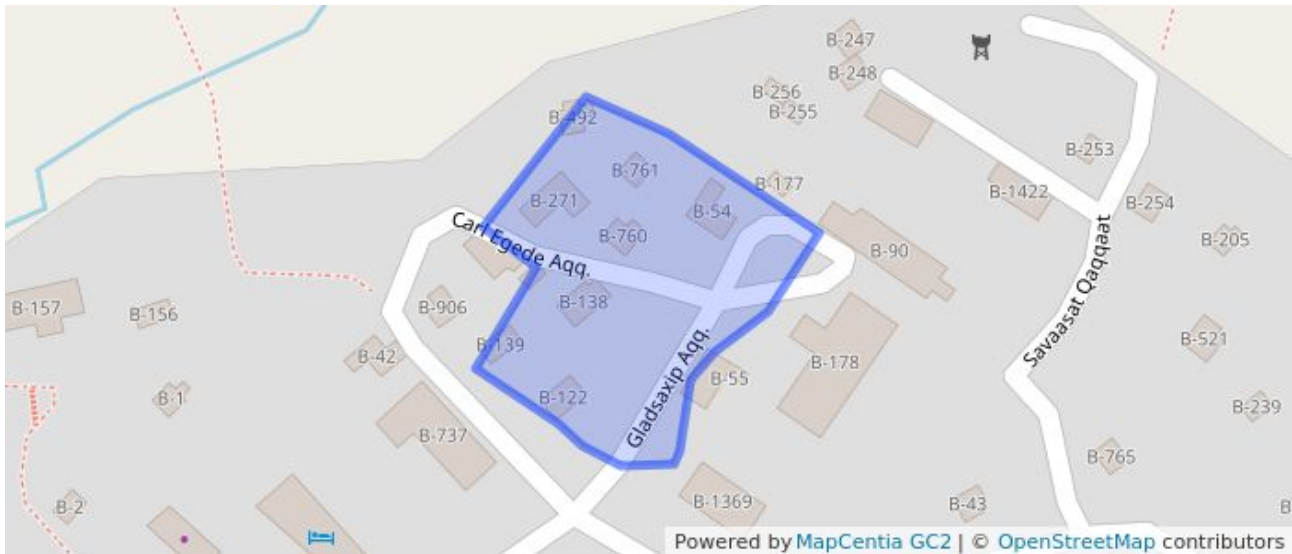 B-247
B-248
B-256
B-255
B-492
B-253
B-761
B-177
B-1422
B-271
B-54
B-254
Carl Egede Aqq.
B-760
B-90
B-205
B-157
B-156
B-906
B-138
Savaasat Qaqqaat
B-139
B-42
Gladsaxip Aqq.
B-55
B-178
B-521
B-1
B-122
B-239
B-737
B-765
B-2
B-1369
B-43
B
Powered by MapCentia GC2 | © OpenStreetMap contributors